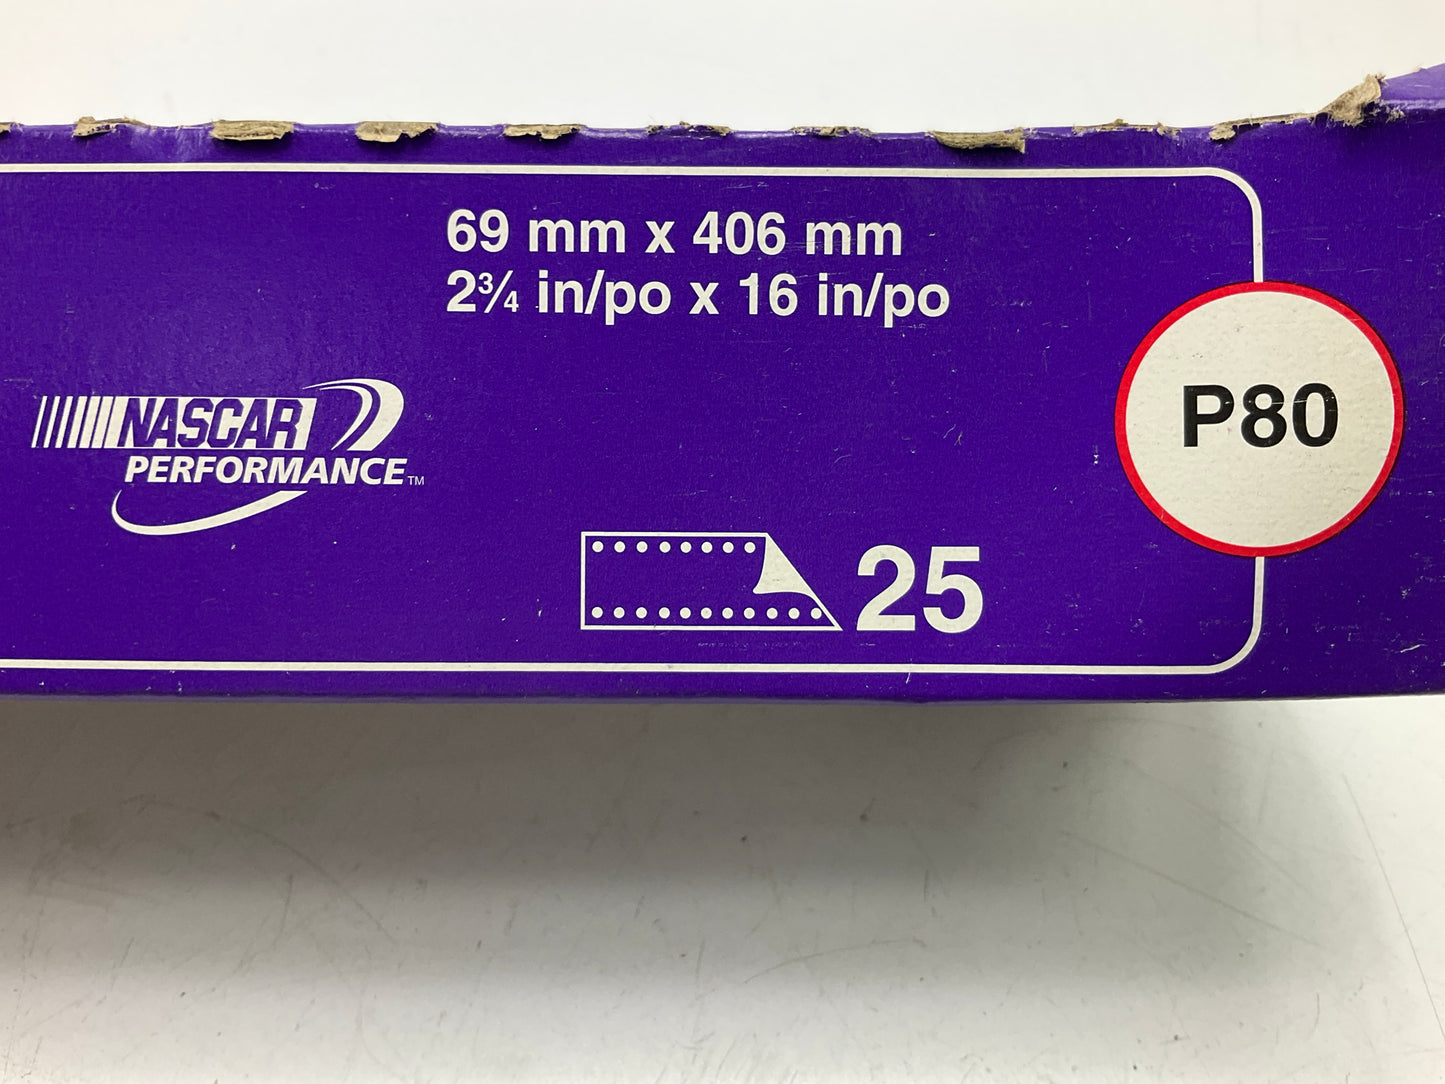 69 mm x 406 mm
2¾ in/po x 16 in/po
P80
NASCAR
PERFORMANCE™
25